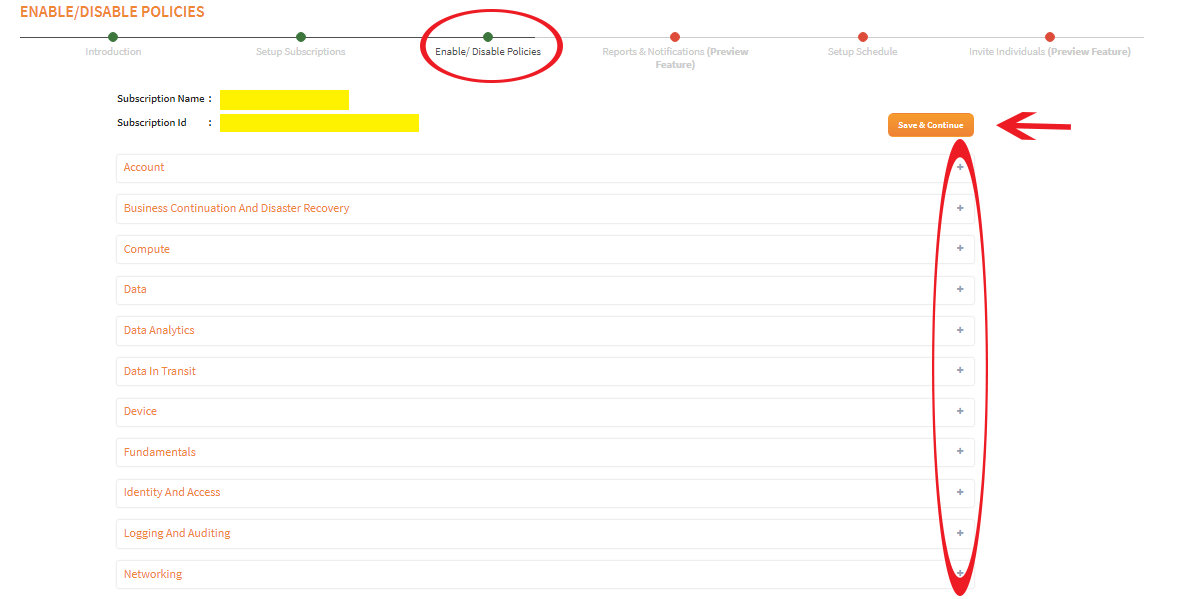 ENABLE/DISABLE POLICIES
Introduction
Setup Subscriptions
Enable/ Disable Policies
Reports & Notifications (Preview
Feature)
Setup Schedule
Invite Individuals (Preview Feature)
Subscription Name :
Subscription Id :
Save & Continue
Account +
Business Continuation And Disaster Recovery +
Compute +
Data +
Data Analytics +
Data In Transit +
Device +
Fundamentals +
Identity And Access +
Logging And Auditing +
Networking +